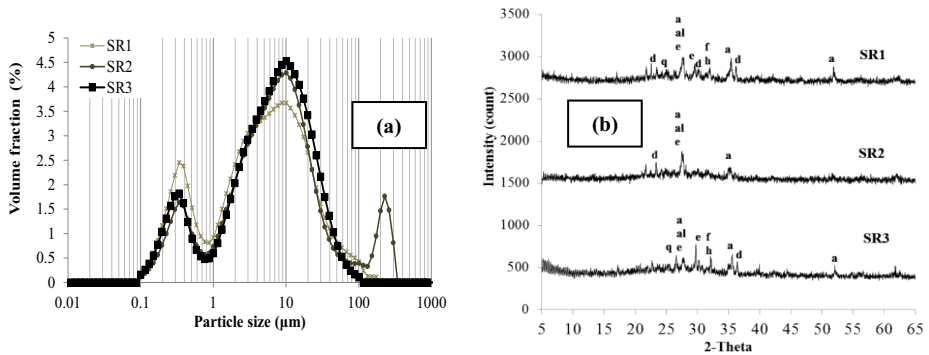 5
4.5
4
3.5
3
2.5
2
1.5
1
0.5
0
Volume fraction (%)
SR1
SR2
SR3
(a)
0.01 0.1 1 10 100 1000
Particle size (µm)
3500
3000
2500
2000
1500
1000
500
0
Intensity (count)
(b)
SR1
d q a al e e d f h a d a
SR2
d a al e a
SR3
q a al e e f h a d a
5 10 15 20 25 30 35 40 45 50 55 60 65
2-Theta